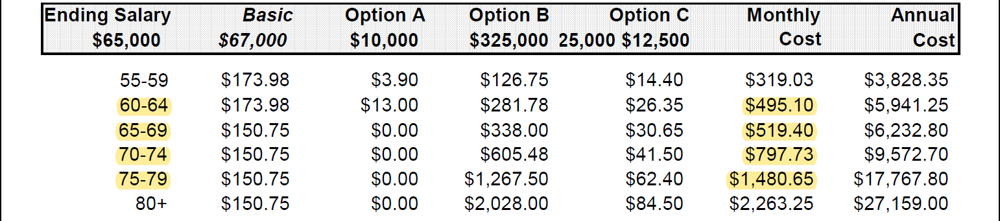 Ending Salary Basic Option A Option B Option C Monthly Annual
$65,000 $67,000 $10,000 $325,000 25,000 $12,500 Cost Cost
55-59 $173.98 $3.90 $126.75 $14.40 $319.03 $3,828.35
60-64 $173.98 $13.00 $281.78 $26.35 $495.10 $5,941.25
65-69 $150.75 $0.00 $338.00 $30.65 $519.40 $6,232.80
70-74 $150.75 $0.00 $605.48 $41.50 $797.73 $9,572.70
75-79 $150.75 $0.00 $1,267.50 $62.40 $1,480.65 $17,767.80
80+ $150.75 $0.00 $2,028.00 $84.50 $2,263.25 $27,159.00